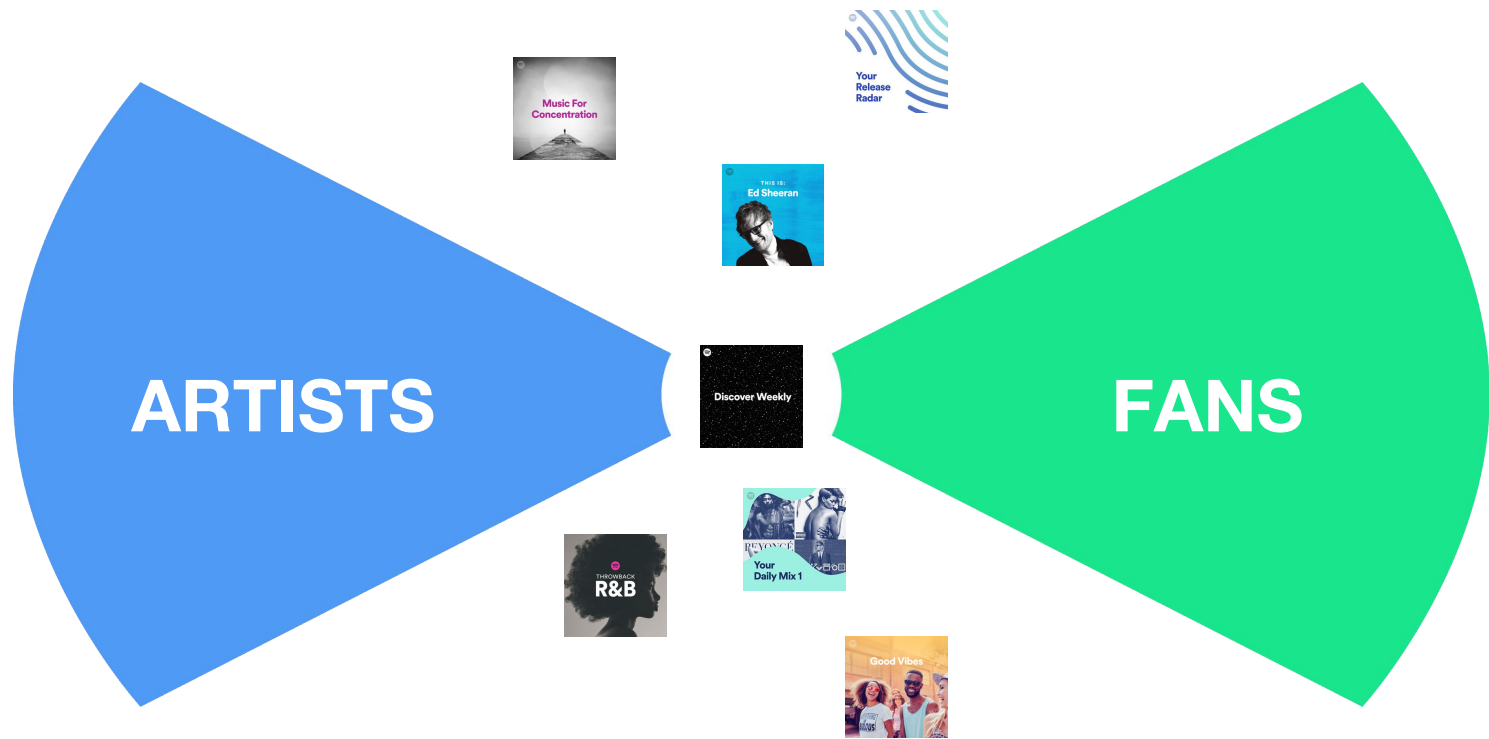 Your
Release
Radar
Music For
Concentration
THIS IS:
Ed Sheeran
ARTISTS
Discover Weekly
FANS
BEYONCÉ
Your
Daily Mix 1
THROWBACK
R&B
Good Vibes